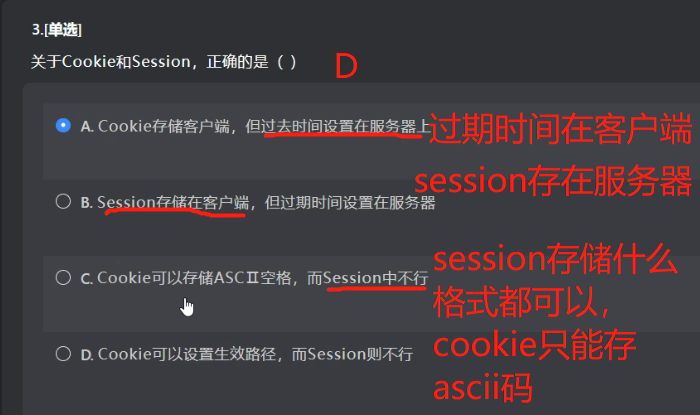 3.[单选]
关于Cookie和Session，正确的是（ ）
D
A. Cookie存储客户端，但过去时间设置在服务器上
过期时间在客户端
session存在服务器
B. Session存储在客户端，但过期时间设置在服务器
session存储什么
格式都可以，
C. Cookie可以存储ASCⅡ空格，而Session中不行
cookie只能存
ascii码
D. Cookie可以设置生效路径，而Session则不行